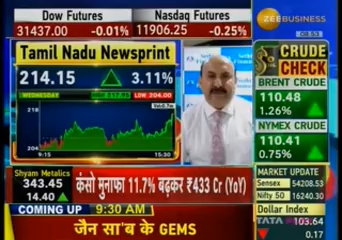 Dow Futures
31437.00 -0.01%
Nasdaq Futures
11906.25 -0.25%
ZEE BUSINESS
08:53
Tamil Nadu Newsprint
214.15 3.11%
WEDNESDAY
LOW 204.00
218
204
9:15 15:30
CRUDE
CHECK
BRENT CRUDE
110.48
1.26%
NYMEX CRUDE
110.41
0.75%
MARKET UPDATE
Sensex 54208.53
Nifty 50 16240.30
Dollar Index
103.64
0.17
Shyam Metalics
343.45
14.40
कंसो मुनाफा 11.7% बढ़कर ₹433 Cr (YoY)
COMING UP 9:30 AM
जैन सा'ब के GEMS